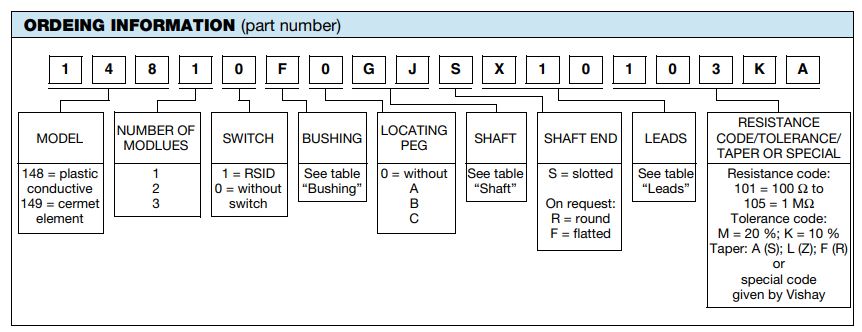 ORDEING INFORMATION (part number)
1 4 8 1 0 F 0 G J S X 1 0 1 0 3 K A
MODEL
148 = plastic
conductive
149 = cermet
element
NUMBER OF
MODLUES
1
2
3
SWITCH
1 = RSID
0 = without
switch
BUSHING
See table
“Bushing”
LOCATING
PEG
0 = without
A
B
C
SHAFT
See table
“Shaft”
SHAFT END
S = slotted
On request:
R = round
F = flatted
LEADS
See table
“Leads”
RESISTANCE
CODE/TOLERANCE/
TAPER OR SPECIAL
Resistance code:
101 = 100 Ω to
105 = 1 MΩ
Tolerance code:
M = 20 %; K = 10 %
Taper: A (S); L (Z); F (R)
or
special code
given by Vishay